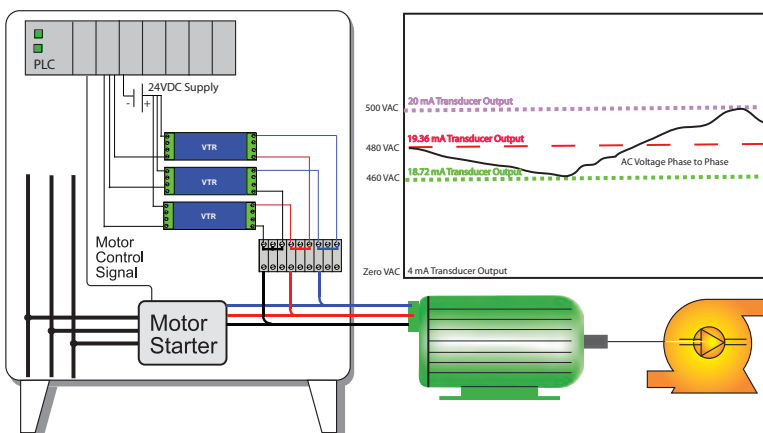 PLC
24VDC Supply
- +
VTR
VTR
VTR
Motor
Control
Signal
Motor
Starter
500 VAC
20 mA Transducer Output
480 VAC
19.36 mA Transducer Output
AC Voltage Phase to Phase
460 VAC
18.72 mA Transducer Output
Zero VAC
4 mA Transducer Output